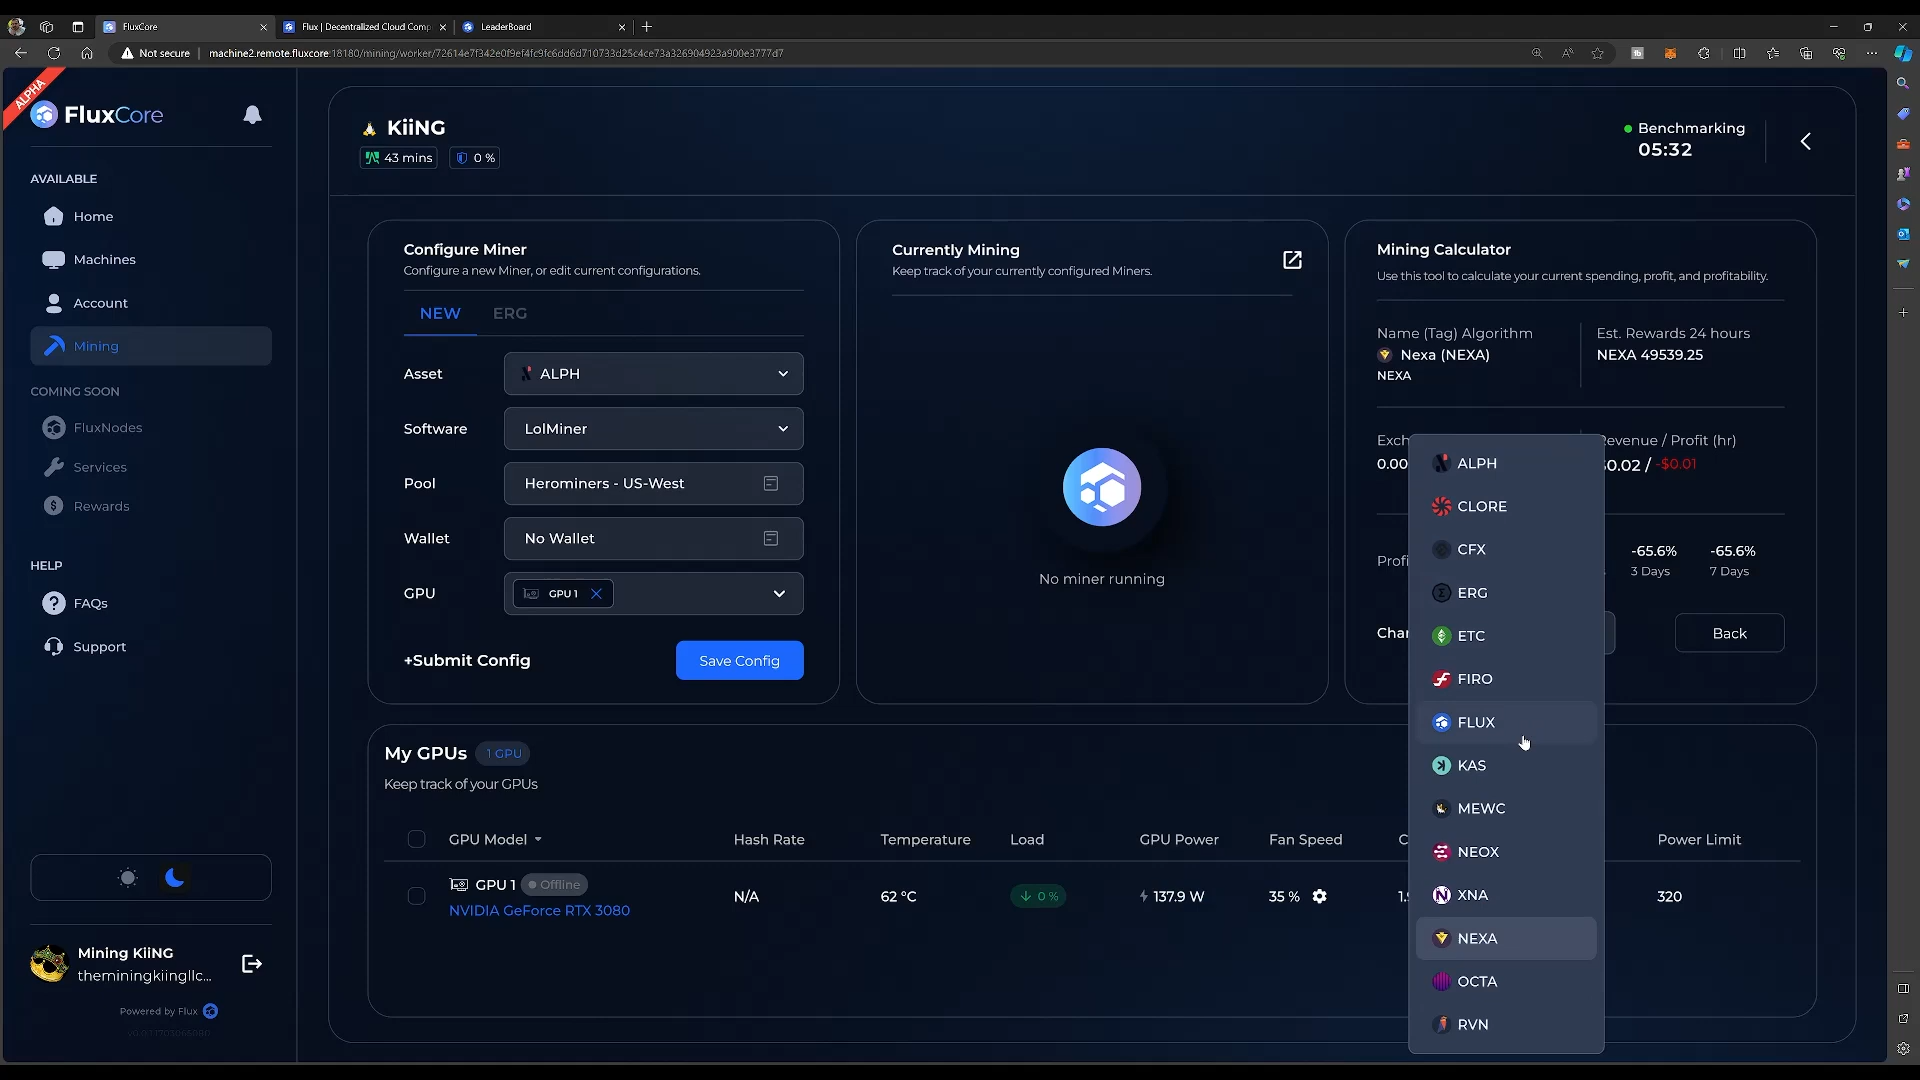 FluxCore
Flux | Decentralized Cloud Comp
LeaderBoard
Not secure
machine2.remote.fluxcore:18180/mining/worker/72614e7f342e0f9ef4fc9fc6dd6d710733d25c4ce73a326904923a900e3777d7
ALPHA
FluxCore
AVAILABLE
Home
Machines
Account
Mining
COMING SOON
FluxNodes
Services
Rewards
HELP
FAQs
Support
Mining KiiNG
theminingkiingllc...
Powered by Flux
KiiNG
43 mins
0 %
Benchmarking
05:32
Configure Miner
Configure a new Miner, or edit current configurations.
NEW
ERG
Asset
ALPH
Software
LolMiner
Pool
Herominers - US-West
Wallet
No Wallet
GPU
GPU 1
+Submit Config
Save Config
Currently Mining
Keep track of your currently configured Miners.
No miner running
Mining Calculator
Use this tool to calculate your current spending, profit, and profitability.
Name (Tag) Algorithm
Nexa (NEXA)
NEXA
Est. Rewards 24 hours
NEXA 49539.25
Exch
0.00
Revenue / Profit (hr)
$0.02 / -$0.01
Profi
-65.6%
3 Days
-65.6%
7 Days
Char
Back
ALPH
CLORE
CFX
ERG
ETC
FIRO
FLUX
KAS
MEWC
NEOX
XNA
NEXA
OCTA
RVN
My GPUs
1 GPU
Keep track of your GPUs
GPU Model
Hash Rate
Temperature
Load
GPU Power
Fan Speed
C
Power Limit
GPU 1
Offline
NVIDIA GeForce RTX 3080
N/A
62 °C
0 %
137.9 W
35 %
1.9
320